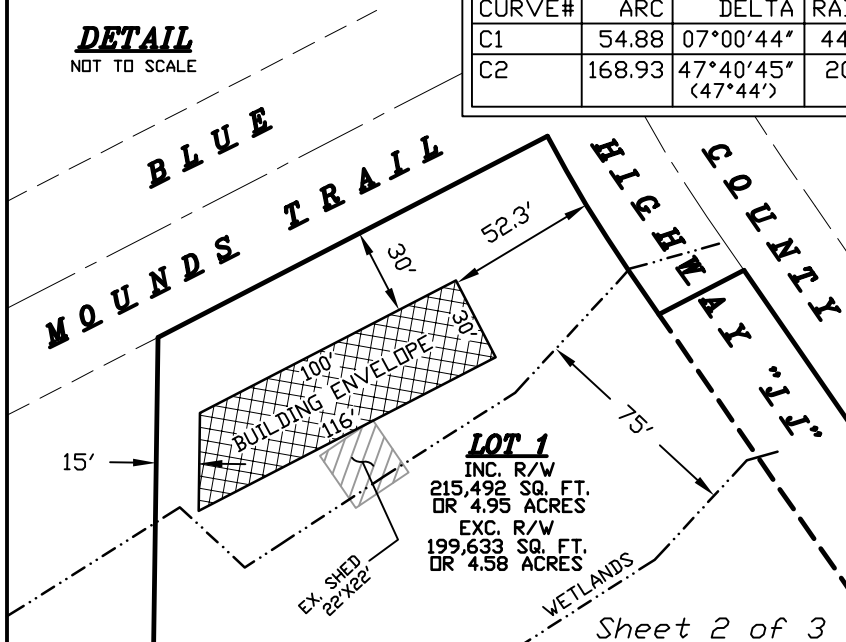 DETAIL
NOT TO SCALE
CURVE# ARC DELTA
C1 54.88 07°00'44"
C2 168.93 47°40'45"
(47°44')
BLUE
MOUNDS TRAIL
HIGHWAY "JJ"
COUNTY
52.3'
30'
30'
100'
BUILDING ENVELOPE
116'
15'
75'
LOT 1
INC. R/W
215,492 SQ. FT.
OR 4.95 ACRES
EXC. R/W
199,633 SQ. FT.
OR 4.58 ACRES
EX. SHED
22'X22'
WETLANDS
Sheet 2 of 3